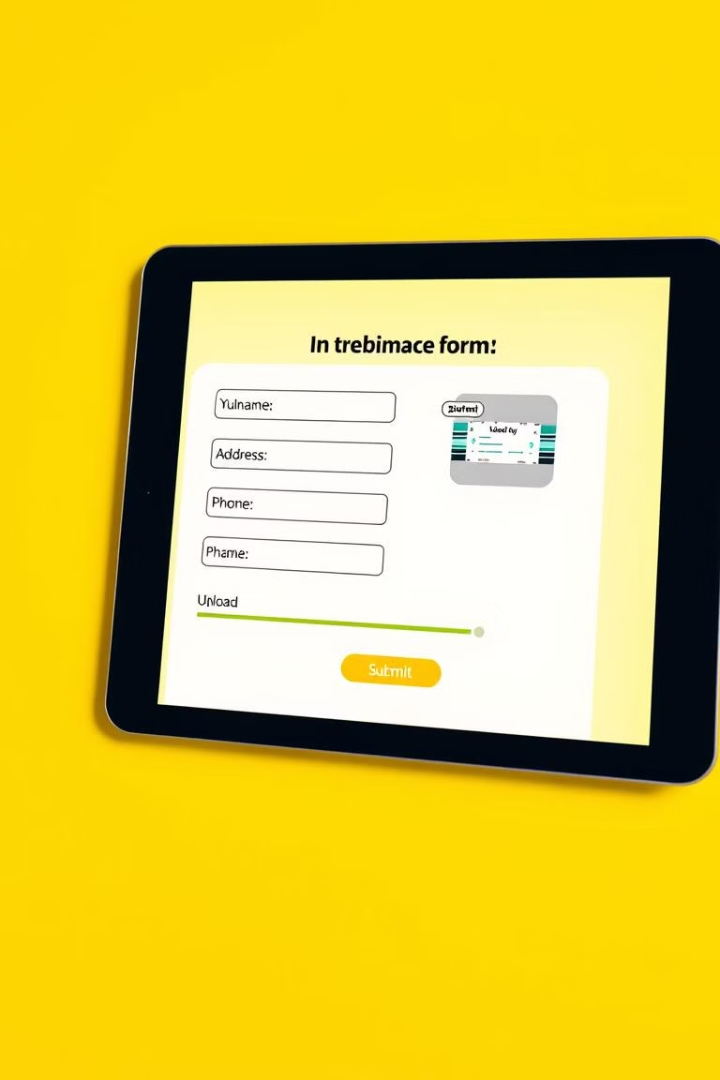 In trebimace form!
Yulname:
Address:
Phone:
Phame:
Unload
Submit